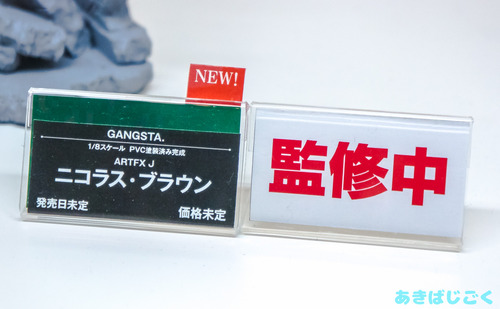 NEW!
GANGSTA.
1/8スケール PVC塗装済み完成
ARTFX J
ニコラス・ブラウン
発売日未定
価格未定
監修中
あきばじごく